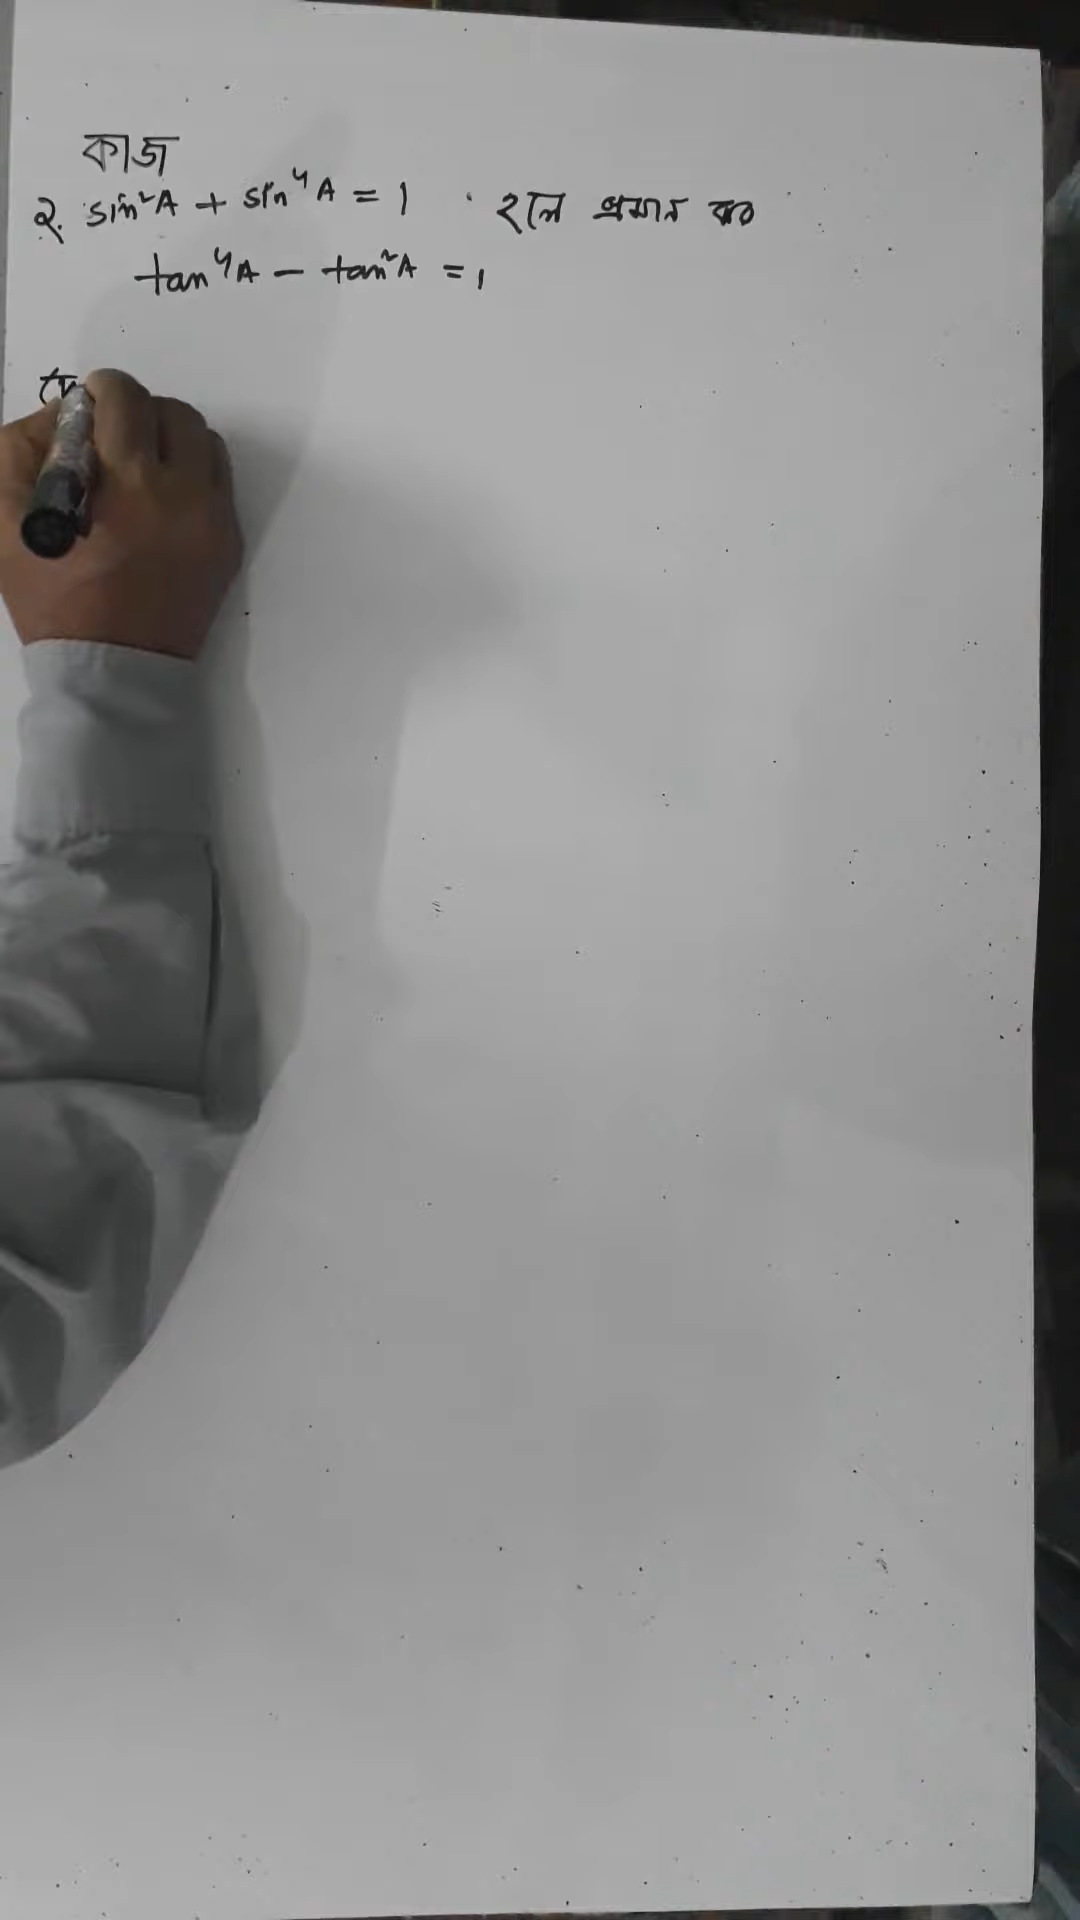 কাজ
২. sin²A + sin⁴A = 1 হলে প্রমান কর
tan⁴A − tan²A = 1